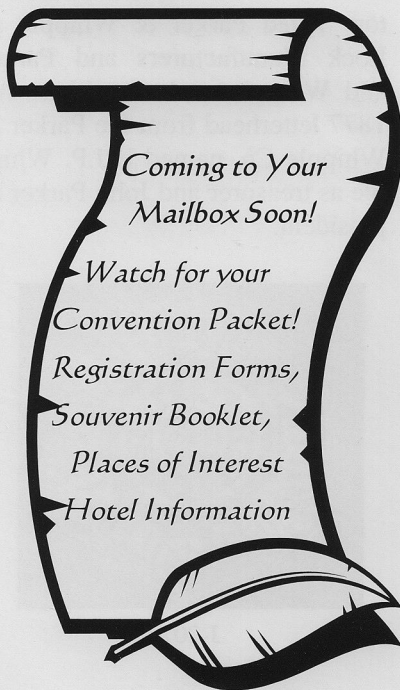 Coming to Your
Mailbox Soon!
Watch for your
Convention Packet!
Registration Forms,
Souvenir Booklet,
Places of Interest
Hotel Information